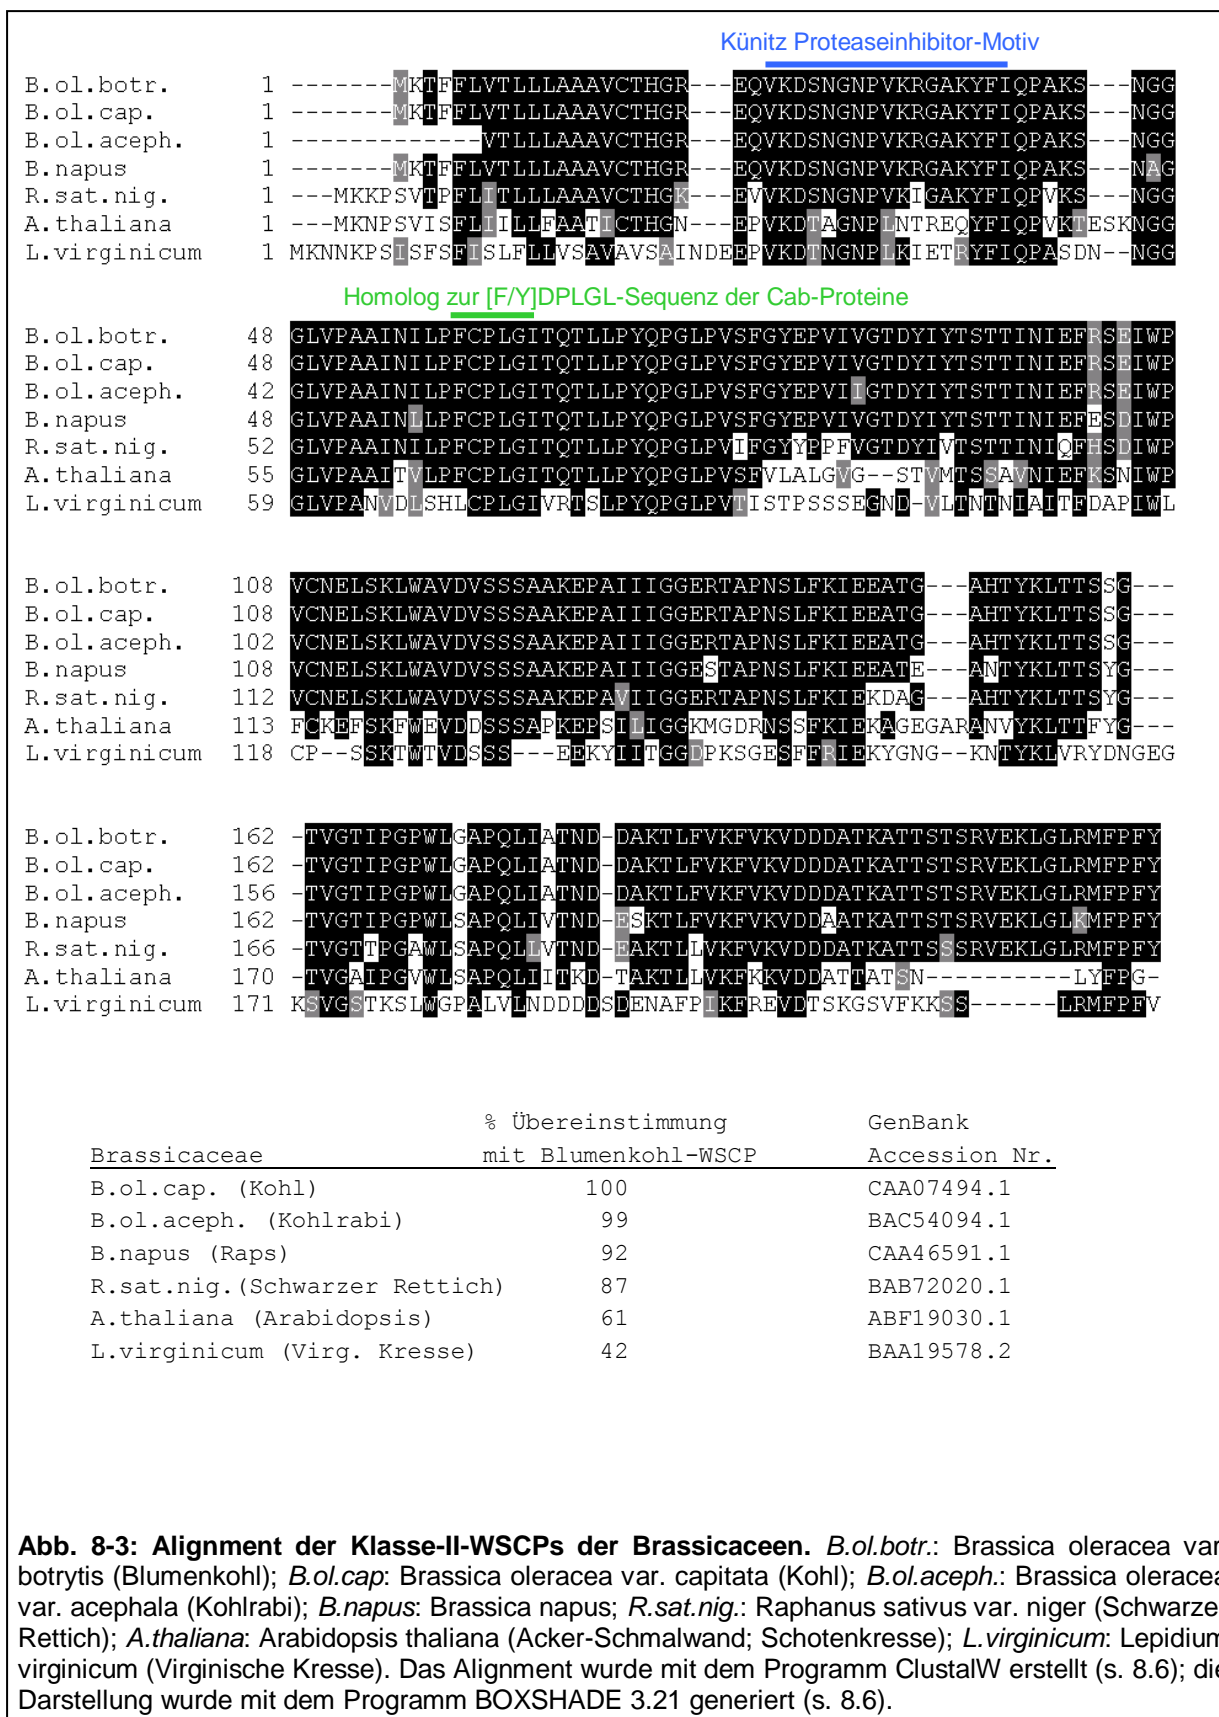 Künitz Proteaseinhibitor-Motiv
B.ol.botr. 1 -------MKTFFLVTLLLAAAVCTHGR---EQVKDSNGNPVKRGAKYFIQPAKS---NGG
B.ol.cap. 1 -------MKTFFLVTLLLAAAVCTHGR---EQVKDSNGNPVKRGAKYFIQPAKS---NGG
B.ol.aceph. 1 -------------VTLLLAAAVCTHGR---EQVKDSNGNPVKRGAKYFIQPAKS---NGG
B.napus 1 -------MKTFFLVTLLLAAAVCTHGR---EQVKDSNGNPVKRGAKYFIQPAKS---NAG
R.sat.nig. 1 ---MKKPSVTPFLITLLLAAAVCTHGK---EVVKDSNGNPVKIGAKYFIQPVKS---NGG
A.thaliana 1 ---MKNPSVISFLIILLFAATICTHGN---EPVKDTAGNPLNTREQYFIQPVKTESKNGG
L.virginicum 1 MKNNKPSISFSFISLFLLVSAVAVSAINDEEPVKDTNGNPLKIETRYFIQPASDN--NGG
Homolog zur [F/Y]DPLGL-Sequenz der Cab-Proteine
B.ol.botr. 48 GLVPAAINILPFCPLGITQTLLPYQPGLPVSFGYEPVIVGTDYIYTSTTINIEFRSEIWP
B.ol.cap. 48 GLVPAAINILPFCPLGITQTLLPYQPGLPVSFGYEPVIVGTDYIYTSTTINIEFRSEIWP
B.ol.aceph. 42 GLVPAAINILPFCPLGITQTLLPYQPGLPVSFGYEPVIIGTDYIYTSTTINIEFRSEIWP
B.napus 48 GLVPAAINLLPFCPLGITQTLLPYQPGLPVSFGYEPVIVGTDYIYTSTTINIEFESDIWP
R.sat.nig. 52 GLVPAAINILPFCPLGITQTLLPYQPGLPVIFGYYPPFVGTDYIVTSTTINIQFHSDIWP
A.thaliana 55 GLVPAAITVLPFCPLGITQTLLPYQPGLPVSFVLALGVG--STVMTSSAVNIEFKSNIWP
L.virginicum 59 GLVPANVDLSHLCPLGIVRTSLPYQPGLPVTISTPSSSEGND-VLTNTNIAITFDAPIWL
B.ol.botr. 108 VCNELSKLWAVDVSSSAAKEPAIIIGGERTAPNSLFKIEEATG---AHTYKLTTSSG---
B.ol.cap. 108 VCNELSKLWAVDVSSSAAKEPAIIIGGERTAPNSLFKIEEATG---AHTYKLTTSSG---
B.ol.aceph. 102 VCNELSKLWAVDVSSSAAKEPAIIIGGERTAPNSLFKIEEATG---AHTYKLTTSSG---
B.napus 108 VCNELSKLWAVDVSSSAAKEPAIIIGGESTAPNSLFKIEEATE---ANTYKLTTSYG---
R.sat.nig. 112 VCNELSKLWAVDVSSSAAKEPAVIIGGERTAPNSLFKIEKDAG---AHTYKLTTSYG---
A.thaliana 113 FCKEFSKFWEVDDSSSAPKEPSILIGGKMGDRNSSFKIEKAGEGARANVYKLTTFYG---
L.virginicum 118 CP--SSKTWTVDSSS---EEKYIITGGDPKSGESFFRIEKYGNG--KNTYKLVRYDNGEG
B.ol.botr. 162 -TVGTIPGPWLGAPQLIATND-DAKTLFVKFVKVDDDATKATTSTSRVEKLGLRMFPFY
B.ol.cap. 162 -TVGTIPGPWLGAPQLIATND-DAKTLFVKFVKVDDDATKATTSTSRVEKLGLRMFPFY
B.ol.aceph. 156 -TVGTIPGPWLGAPQLIATND-DAKTLFVKFVKVDDDATKATTSTSRVEKLGLRMFPFY
B.napus 162 -TVGTIPGPWLSAPQLIVTND-ESKTLFVKFVKVDDAATKATTSTSRVEKLGLKMFPFY
R.sat.nig. 166 -TVGTTPGAWLSAPQLLVTND-EAKTLLVKFVKVDDDATKATTSSSRVEKLGLRMFPFY
A.thaliana 170 -TVGAIPGVWLSAPQLIITKD-TAKTLLVKFKKVDDATTATSN----------LYFPG-
L.virginicum 171 KSVGSTKSLWGPALVLNDDDDSDENAFPIKFREVDTSKGSVFKKSS------LRMFPFV
% Übereinstimmung GenBank
Brassicaceae mit Blumenkohl-WSCP Accession Nr.
B.ol.cap. (Kohl) 100 CAA07494.1
B.ol.aceph. (Kohlrabi) 99 BAC54094.1
B.napus (Raps) 92 CAA46591.1
R.sat.nig.(Schwarzer Rettich) 87 BAB72020.1
A.thaliana (Arabidopsis) 61 ABF19030.1
L.virginicum (Virg. Kresse) 42 BAA19578.2
Abb. 8-3: Alignment der Klasse-II-WSCPs der Brassicaceen. B.ol.botr.: Brassica oleracea var
botrytis (Blumenkohl); B.ol.cap: Brassica oleracea var. capitata (Kohl); B.ol.aceph.: Brassica oleracea
var. acephala (Kohlrabi); B.napus: Brassica napus; R.sat.nig.: Raphanus sativus var. niger (Schwarze
Rettich); A.thaliana: Arabidopsis thaliana (Acker-Schmalwand; Schotenkresse); L.virginicum: Lepidium
virginicum (Virginische Kresse). Das Alignment wurde mit dem Programm ClustalW erstellt (s. 8.6); die
Darstellung wurde mit dem Programm BOXSHADE 3.21 generiert (s. 8.6).